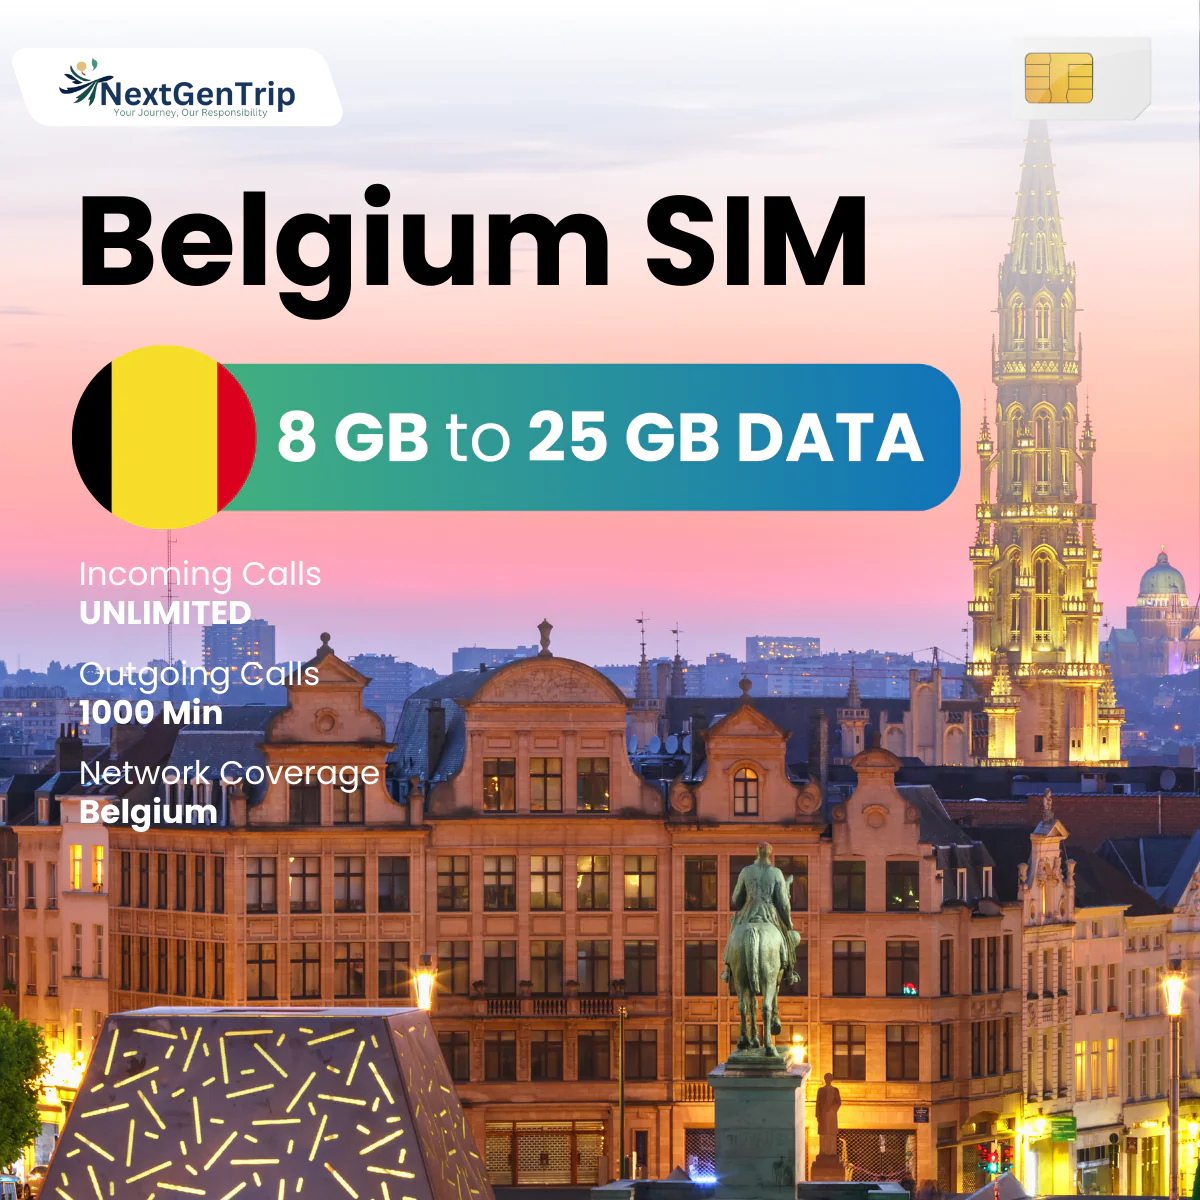 NextGenTrip
Your Journey, Our Responsibility
Belgium SIM
8 GB to 25 GB DATA
Incoming Calls
UNLIMITED
Outgoing Calls
1000 Min
Network Coverage
Belgium